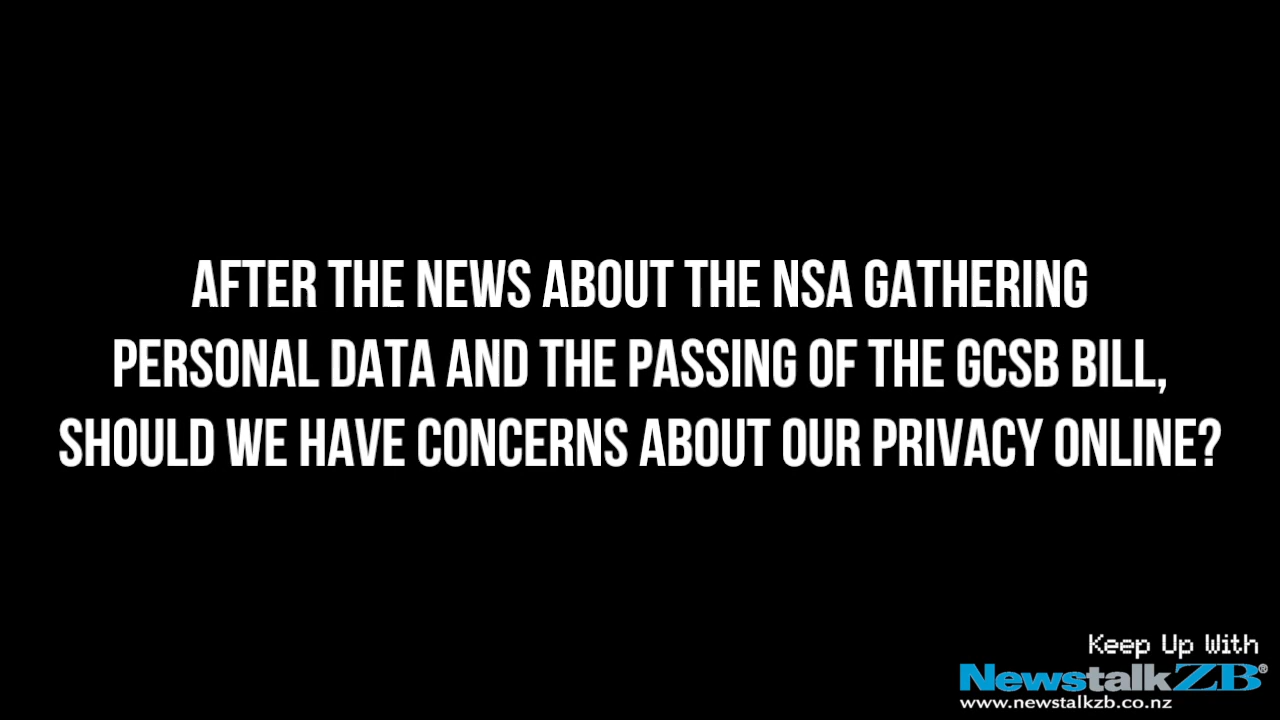 AFTER THE NEWS ABOUT THE NSA GATHERING
PERSONAL DATA AND THE PASSING OF THE GCSB BILL,
SHOULD WE HAVE CONCERNS ABOUT OUR PRIVACY ONLINE?
Keep Up With
NewstalkZB®
www.newstalkzb.co.nz